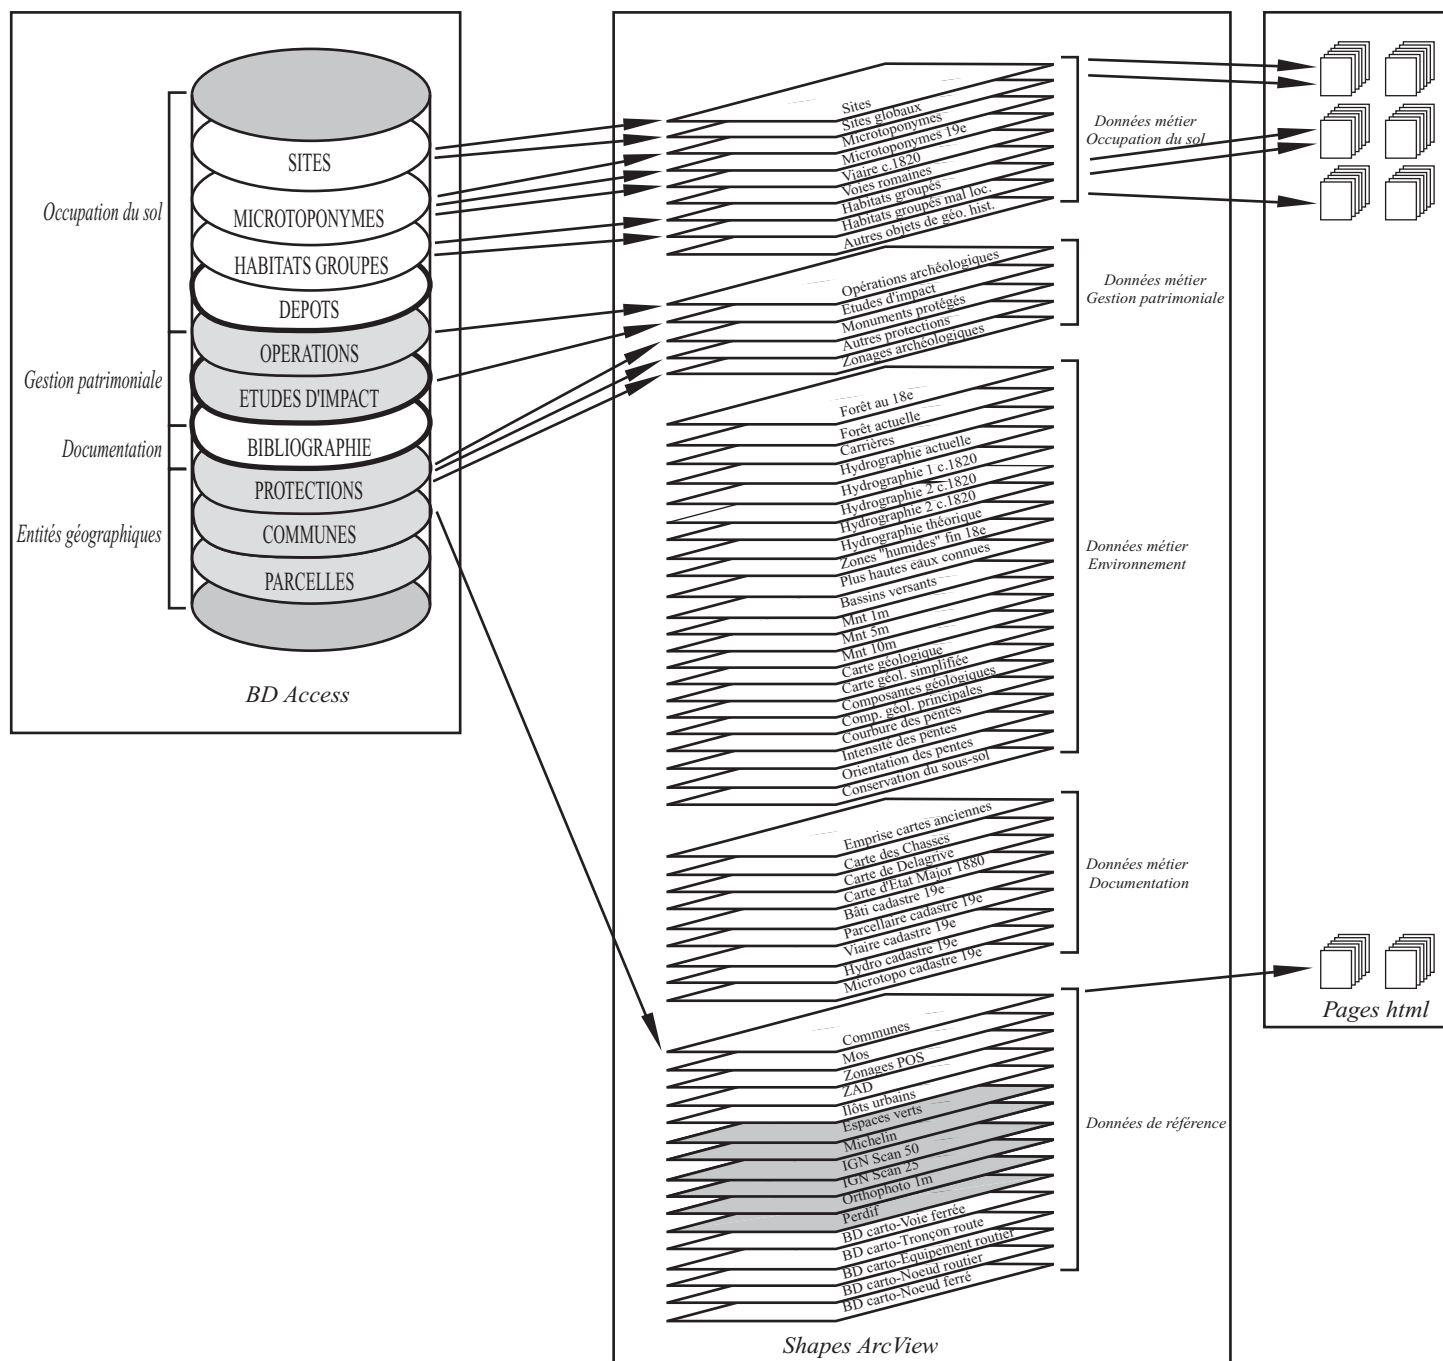 Occupation du sol
Gestion patrimoniale
Documentation
Entités géographiques
SITES
MICROTOPONYMES
HABITATS GROUPES
DEPOTS
OPERATIONS
ETUDES D'IMPACT
BIBLIOGRAPHIE
PROTECTIONS
COMMUNES
PARCELLES
BD Access
Sites
Sites globaux
Microtoponymes
Microtoponymes 19e
Viaire c.1820
Voies romaines
Habitats groupés
Habitats groupés mal loc.
Autres objets de géo. hist.
Données métier
Occupation du sol
Opérations archéologiques
Etudes d'impact
Monuments protégés
Autres protections
Zonages archéologiques
Données métier
Gestion patrimoniale
Forêt au 18e
Forêt actuelle
Carrières
Hydrographie actuelle
Hydrographie 1 c.1820
Hydrographie 2 c.1820
Hydrographie 2 c.1820
Hydrographie théorique
Zones "humides" fin 18e
Plus hautes eaux connues
Bassins versants
Mnt 1m
Mnt 5m
Mnt 10m
Carte géologique
Carte géol. simplifiée
Composantes géologiques
Comp. géol. principales
Courbure des pentes
Intensité des pentes
Orientation des pentes
Conservation du sous-sol
Données métier
Environnement
Emprise cartes anciennes
Carte des Chasses
Carte de Delagrive
Carte d'Etat Major 1880
Bâti cadastre 19e
Parcellaire cadastre 19e
Viaire cadastre 19e
Hydro cadastre 19e
Microtopo cadastre 19e
Données métier
Documentation
Communes
Mos
Zonages POS
ZAD
Ilôts urbains
Espaces verts
Michelin
IGN Scan 50
IGN Scan 25
Orthophoto 1m
Perdif
BD carto-Voie ferrée
BD carto-Tronçon route
BD carto-Equipement routier
BD carto-Noeud routier
BD carto-Noeud ferré
Données de référence
Shapes ArcView
Pages html